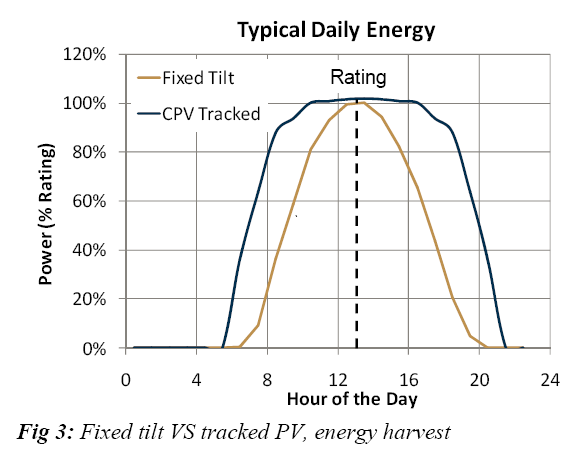 Typical Daily Energy
120%
100%
80%
60%
40%
20%
0%
Power (% Rating)
Fixed Tilt
CPV Tracked
Rating
0 4 8 12 16 20 24
Hour of the Day
Fig 3: Fixed tilt VS tracked PV, energy harvest